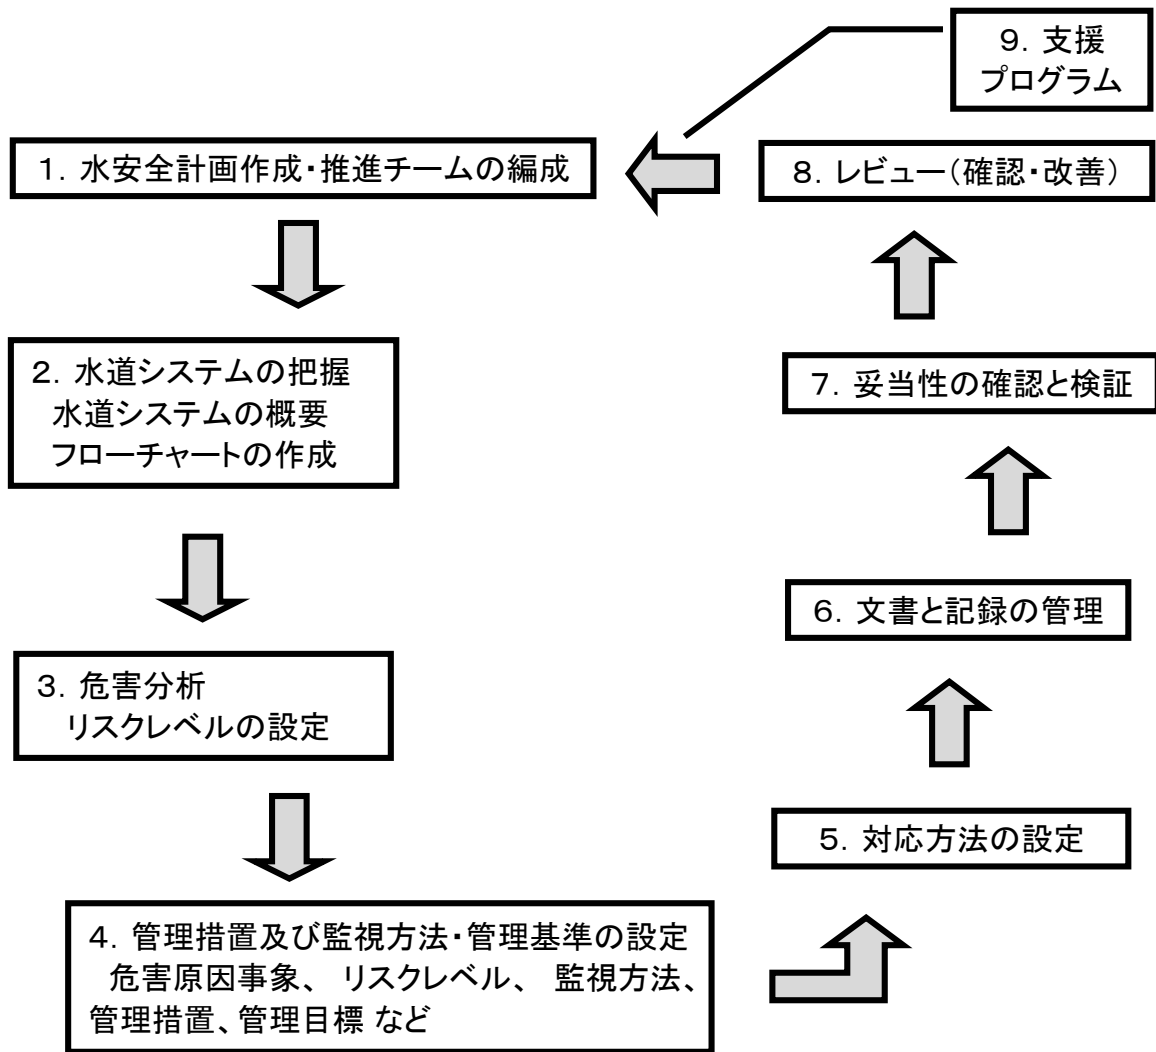 ９．支援
プログラム
１．水安全計画作成・推進チームの編成
８．レビュー（確認・改善）
２．水道システムの把握
水道システムの概要
フローチャートの作成
７．妥当性の確認と検証
６．文書と記録の管理
３．危害分析
リスクレベルの設定
５．対応方法の設定
４．管理措置及び監視方法・管理基準の設定
危害原因事象、 リスクレベル、 監視方法、
管理措置、管理目標 など